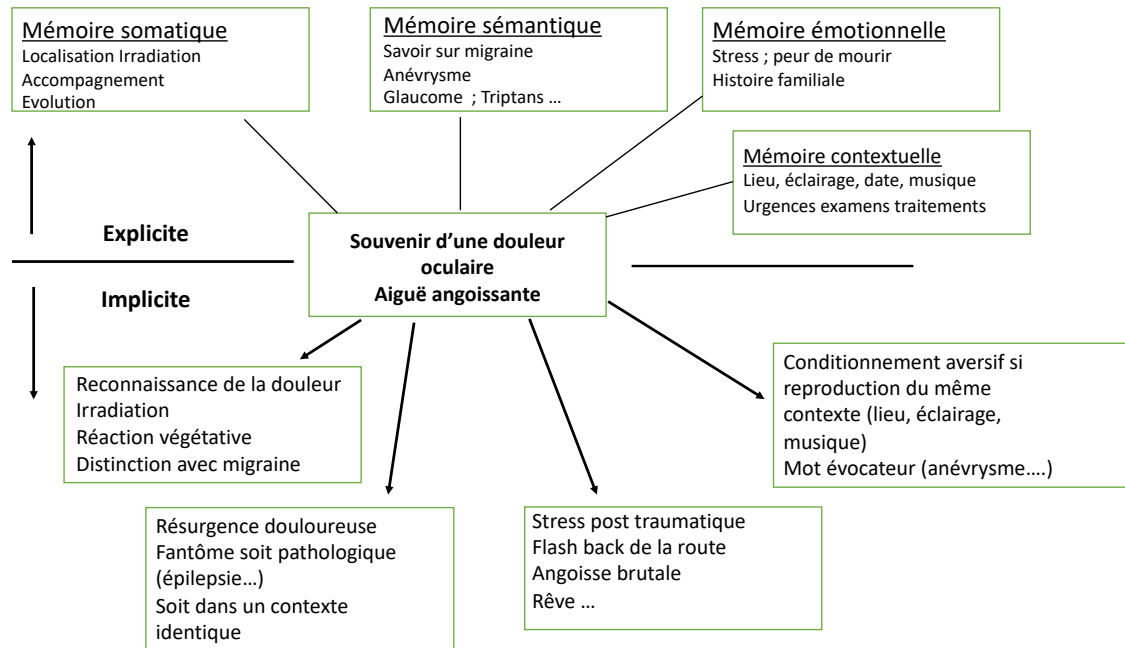 Mémoire somatique
Localisation Irradiation
Accompagnement
Evolution
Mémoire sémantique
Savoir sur migraine
Anévrysme
Glaucome ; Triptans ...
Mémoire émotionnelle
Stress ; peur de mourir
Histoire familiale
Mémoire contextuelle
Lieu, éclairage, date, musique
Urgences examens traitements
Explicite
Souvenir d'une douleur
oculaire
Aiguë angoissante
Implicite
Reconnaissance de la douleur
Irradiation
Réaction végétative
Distinction avec migraine
Conditionnement aversif si
reproduction du même
contexte (lieu, éclairage,
musique)
Mot évocateur (anévrysme....)
Résurgence douloureuse
Fantôme soit pathologique
(épilepsie...)
Soit dans un contexte
identique
Stress post traumatique
Flash back de la route
Angoisse brutale
Rêve ...